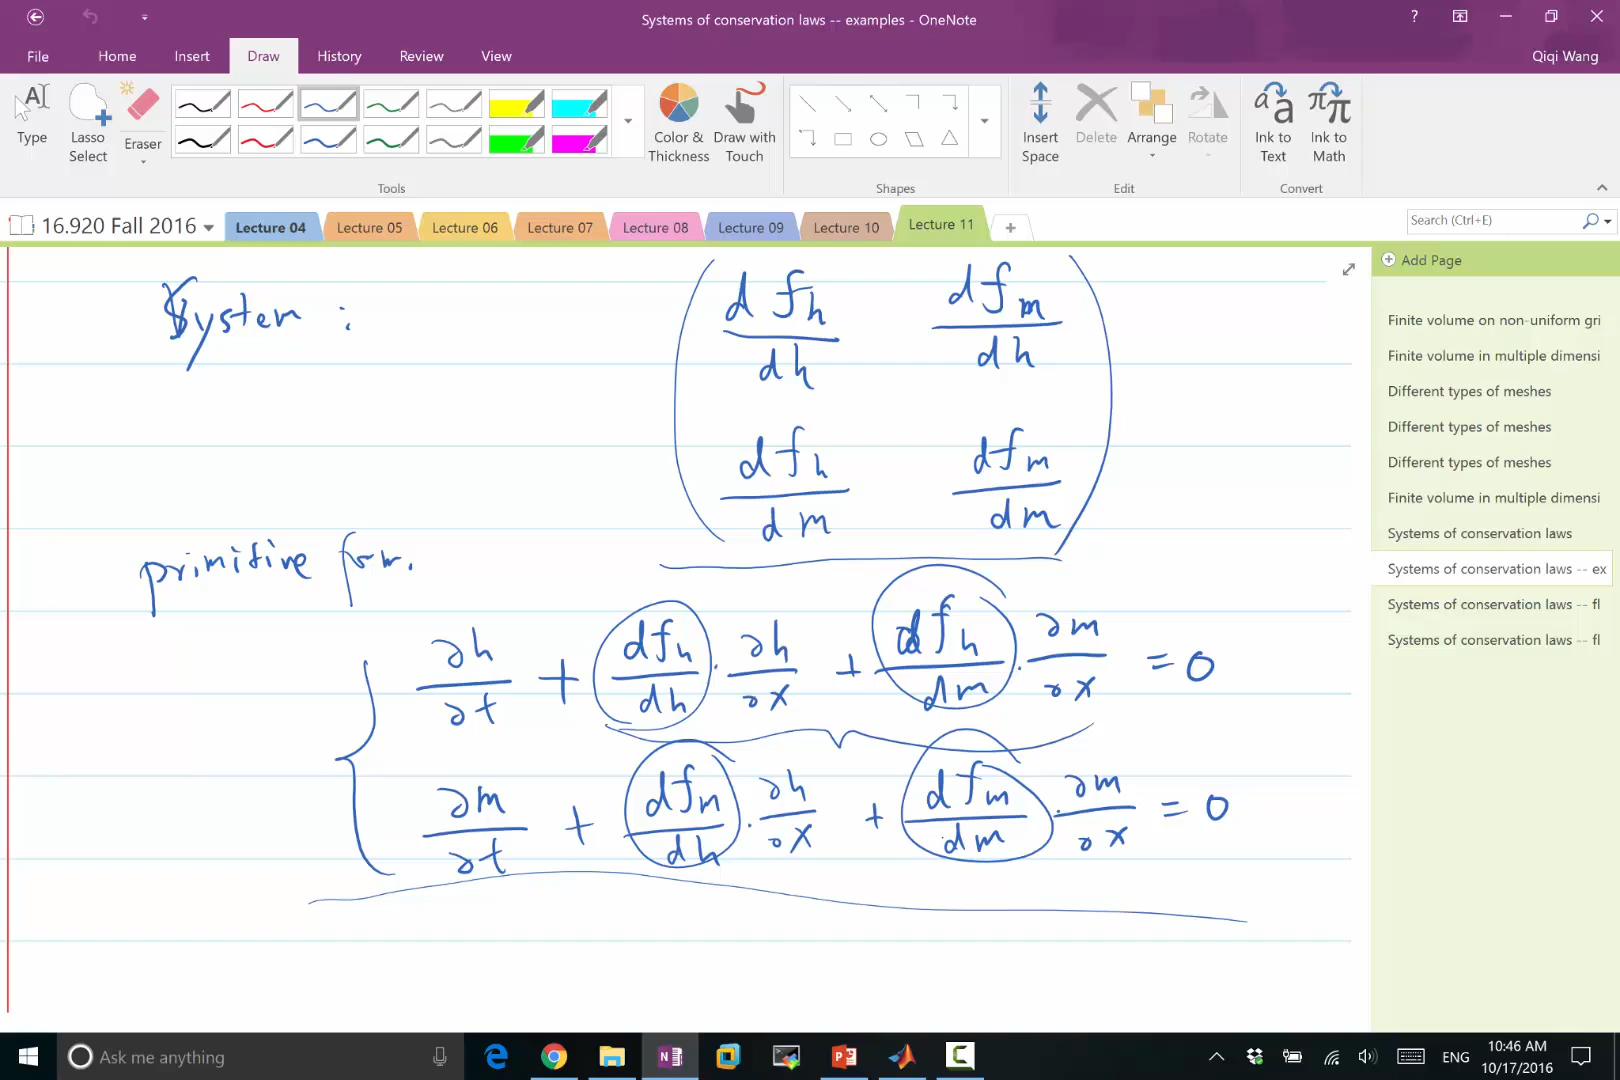 Systems of conservation laws -- examples - OneNote
?
File Home Insert Draw History Review View
Qiqi Wang
Type
Lasso Select
Eraser
Color & Thickness
Draw with Touch
Insert Space
Delete
Arrange
Rotate
Ink to Text
Ink to Math
Tools Shapes Edit Convert
16.920 Fall 2016
Lecture 04 Lecture 05 Lecture 06 Lecture 07 Lecture 08 Lecture 09 Lecture 10 Lecture 11 +
Search (Ctrl+E)
Add Page
Finite volume on non-uniform gri
Finite volume in multiple dimensi
Different types of meshes
Different types of meshes
Different types of meshes
Finite volume in multiple dimensi
Systems of conservation laws
Systems of conservation laws -- ex
Systems of conservation laws -- fl
Systems of conservation laws -- fl
System :
df_h/dh df_m/dh
df_h/dm df_m/dm
primitive form.
∂h/∂t + df_h/dh · ∂h/∂x + df_h/dm · ∂m/∂x = 0
∂m/∂t + df_m/dh · ∂h/∂x + df_m/dm · ∂m/∂x = 0
Ask me anything
ENG
10:46 AM
10/17/2016